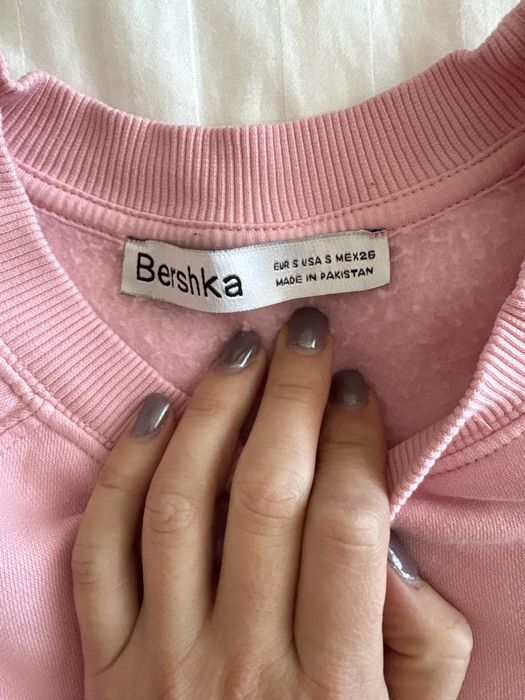 Bershka
EUR S USA S MEX26
MADE IN PAKISTAN